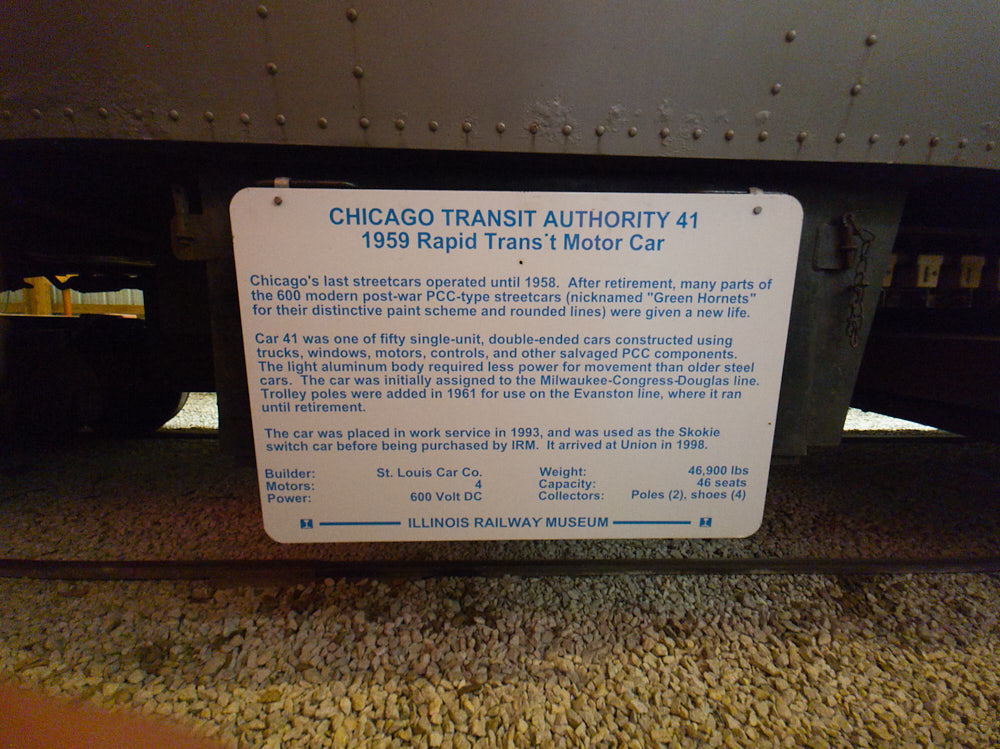 CHICAGO TRANSIT AUTHORITY 41
1959 Rapid Trans't Motor Car
Chicago's last streetcars operated until 1958. After retirement, many parts of
the 600 modern post-war PCC-type streetcars (nicknamed "Green Hornets"
for their distinctive paint scheme and rounded lines) were given a new life.
Car 41 was one of fifty single-unit, double-ended cars constructed using
trucks, windows, motors, controls, and other salvaged PCC components.
The light aluminum body required less power for movement than older steel
cars. The car was initially assigned to the Milwaukee-Congress-Douglas line.
Trolley poles were added in 1961 for use on the Evanston line, where it ran
until retirement.
The car was placed in work service in 1993, and was used as the Skokie
switch car before being purchased by IRM. It arrived at Union in 1998.
Builder: St. Louis Car Co. Weight: 46,900 lbs
Motors: 4 Capacity: 46 seats
Power: 600 Volt DC Collectors: Poles (2), shoes (4)
ILLINOIS RAILWAY MUSEUM